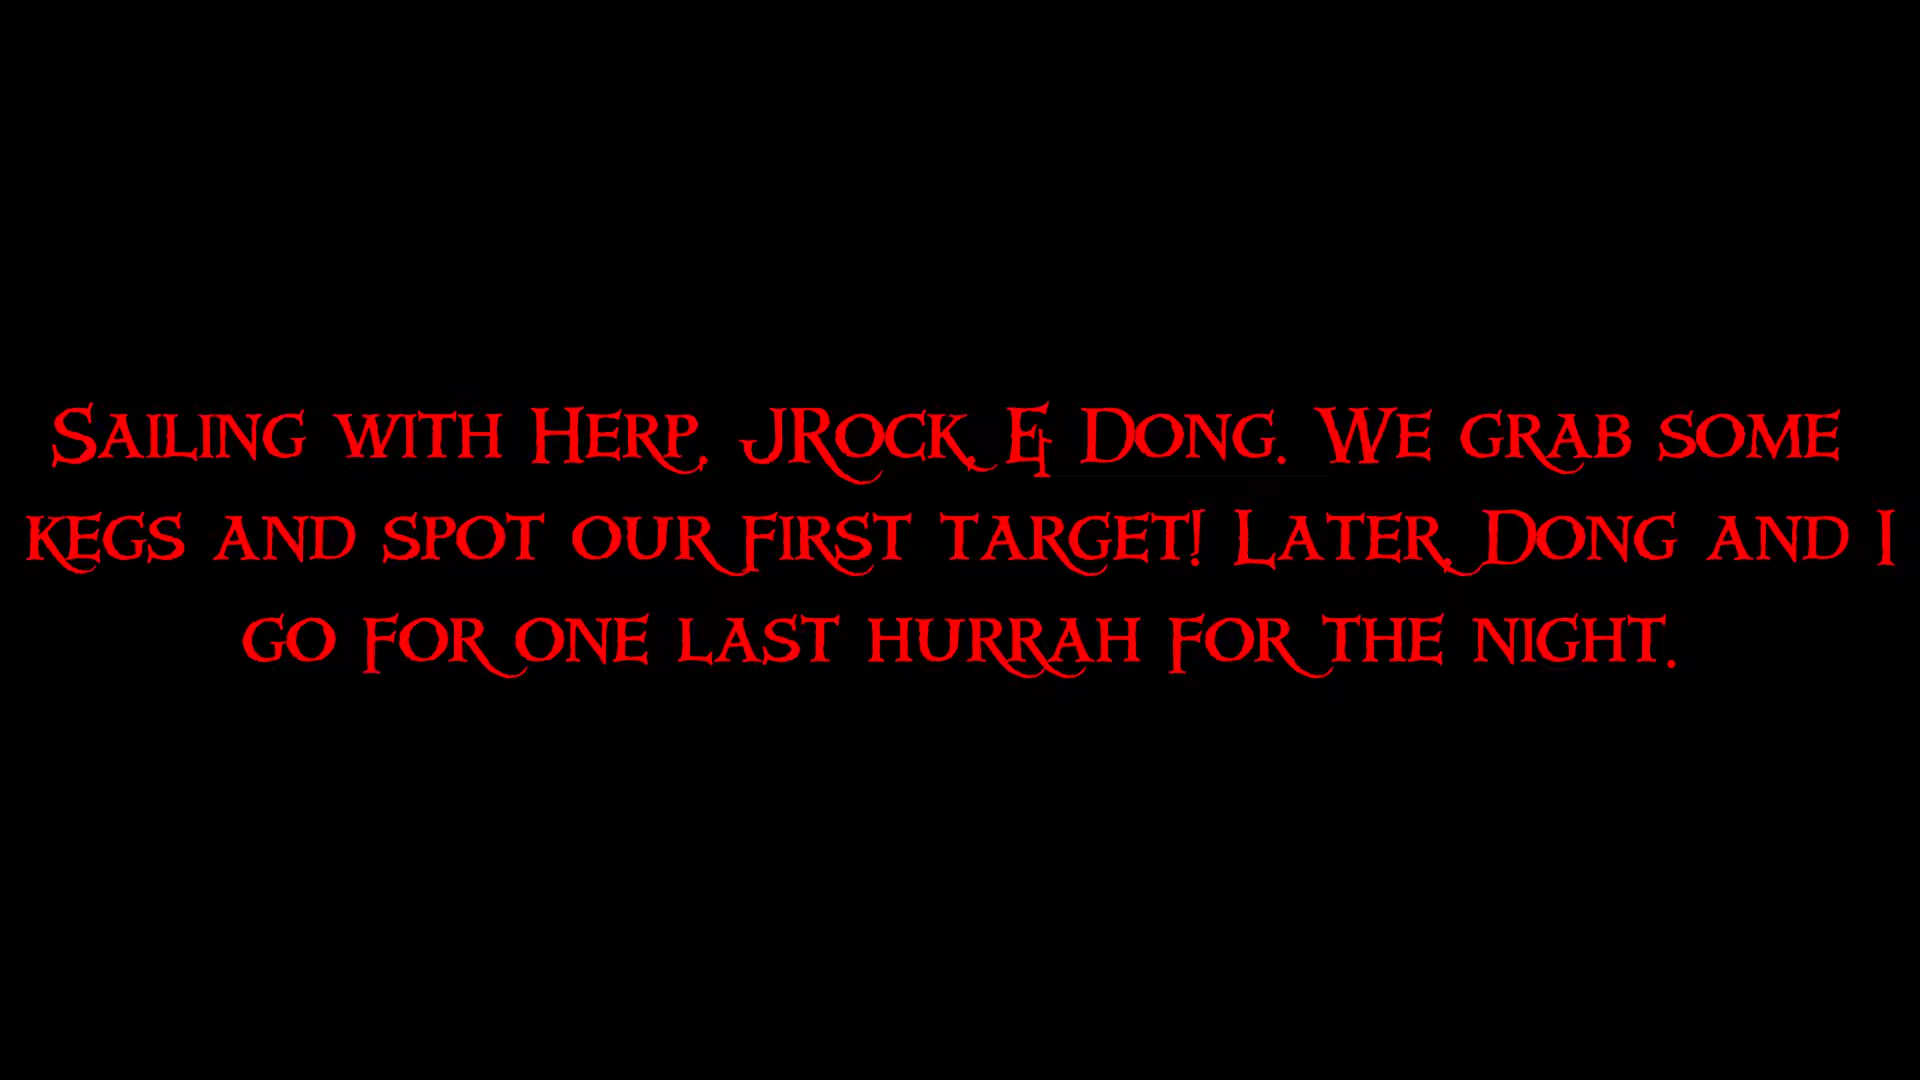 Sailing with Herp, JRock, & Dong. We grab some
kegs and spot our first target! Later, Dong and I
go for one last hurrah for the night.